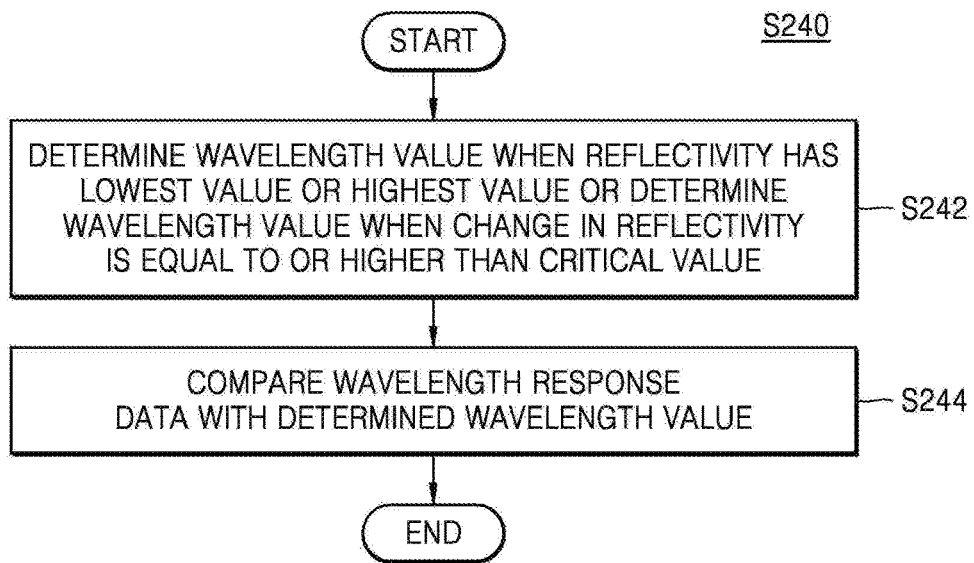 S240
START
DETERMINE WAVELENGTH VALUE WHEN REFLECTIVITY HAS
LOWEST VALUE OR HIGHEST VALUE OR DETERMINE
WAVELENGTH VALUE WHEN CHANGE IN REFLECTIVITY
IS EQUAL TO OR HIGHER THAN CRITICAL VALUE
S242
COMPARE WAVELENGTH RESPONSE
DATA WITH DETERMINED WAVELENGTH VALUE
S244
END